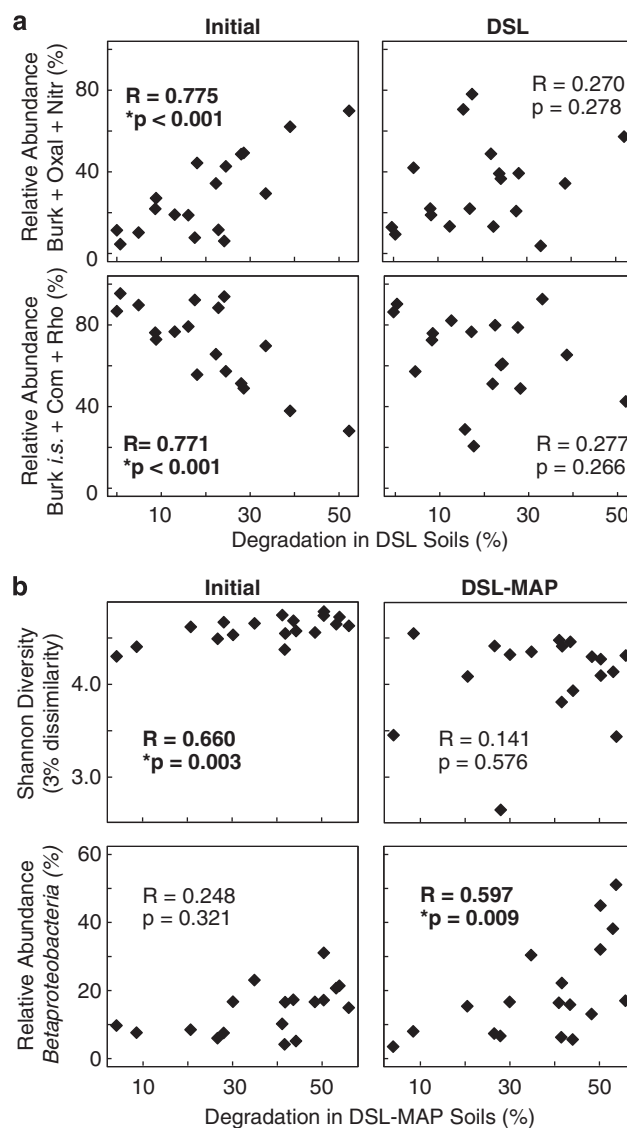 a
Initial
DSL
Relative Abundance
Burk + Oxal + Nitr (%)
80
40
0
R = 0.775
*p < 0.001
R = 0.270
p = 0.278
Relative Abundance
Burk i.s. + Com + Rho (%)
80
40
0
R= 0.771
*p < 0.001
R = 0.277
p = 0.266
10 30 50 10 30 50
Degradation in DSL Soils (%)
b
Initial
DSL-MAP
Shannon Diversity
(3% dissimilarity)
4.0
3.0
R = 0.660
*p = 0.003
R = 0.141
p = 0.576
Relative Abundance
Betaproteobacteria (%)
60
40
20
0
R = 0.248
p = 0.321
R = 0.597
*p = 0.009
10 30 50 10 30 50
Degradation in DSL-MAP Soils (%)